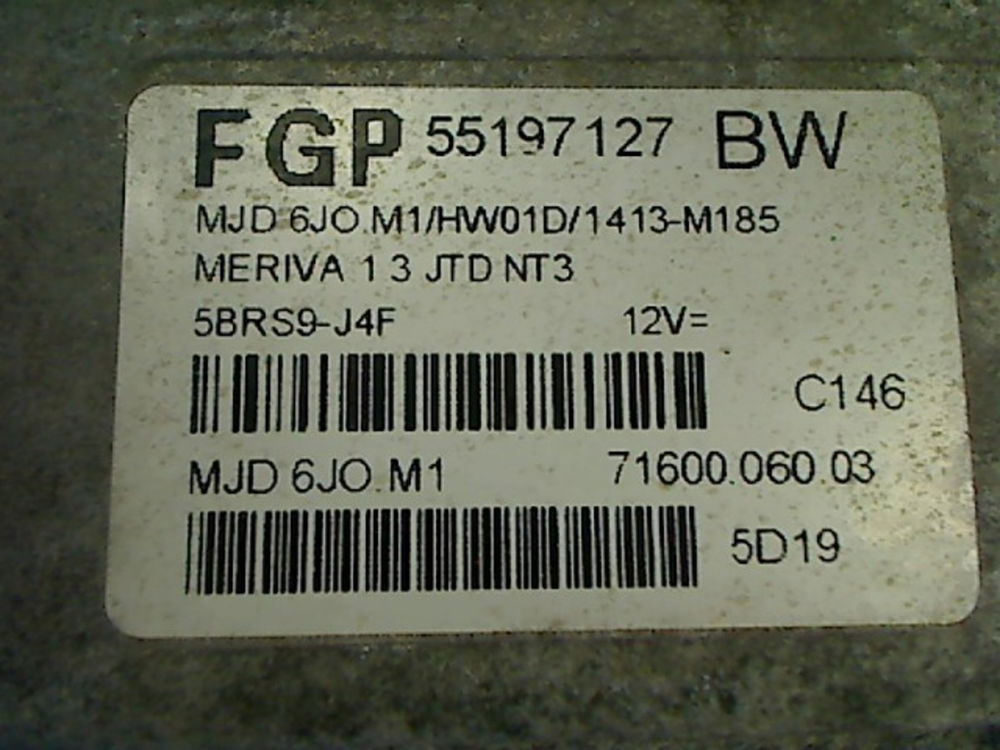 FGP 55197127 BW
MJD 6JO.M1/HW01D/1413-M185
MERIVA 1 3 JTD NT3
5BRS9-J4F 12V=
C146
MJD 6JO.M1 71600.060.03
5D19